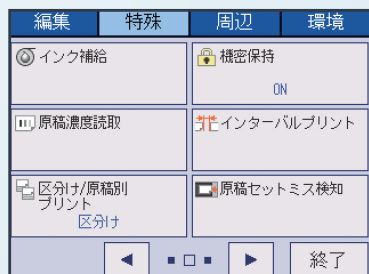 編集 特殊 周辺 環境
インク補給
機密保持
ON
原稿濃度読取
インターバルプリント
区分け/原稿別
プリント
区分け
原稿セットミス検知
終了